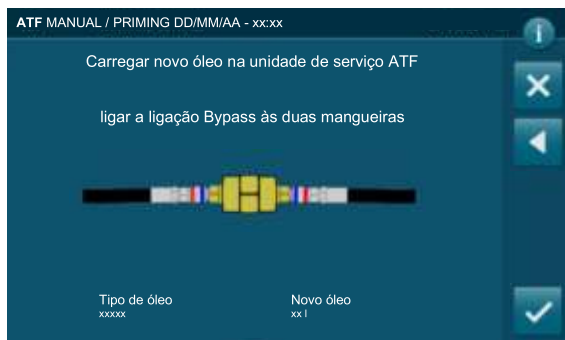 ATF MANUAL / PRIMING DD/MM/AA - xx:xx
i
Carregar novo óleo na unidade de serviço ATF
ligar a ligação Bypass às duas mangueiras
Tipo de óleo
xxxxx
Novo óleo
xx l